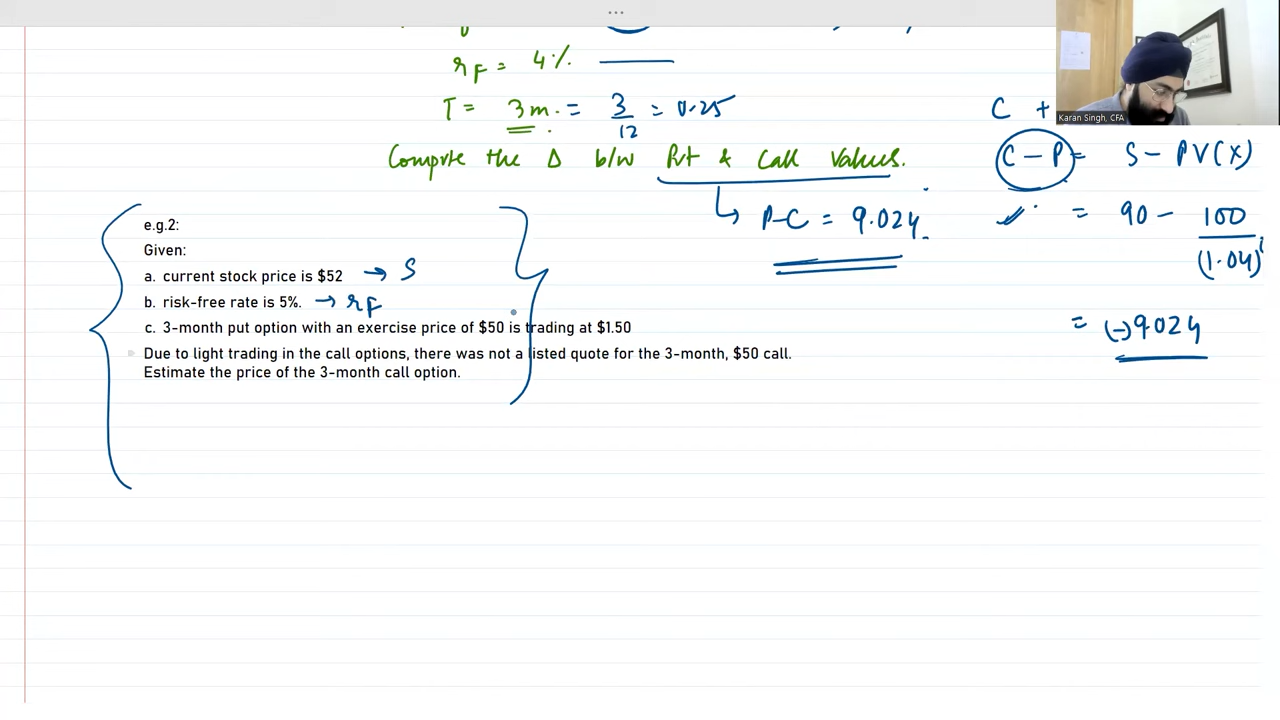 rF = 4%.
T = 3m. = 3/12 = 0.25
Compute the Δ b/w Put & Call Values.
↳ P-C = 9.024.
C +
C - P = S - PV(X)
= 90 - 100/(1.04)
= (-)9.024
Karan Singh, CFA
e.g.2:
Given:
a. current stock price is $52 → S
b. risk-free rate is 5%. → rF
c. 3-month put option with an exercise price of $50 is trading at $1.50
Due to light trading in the call options, there was not a listed quote for the 3-month, $50 call.
Estimate the price of the 3-month call option.